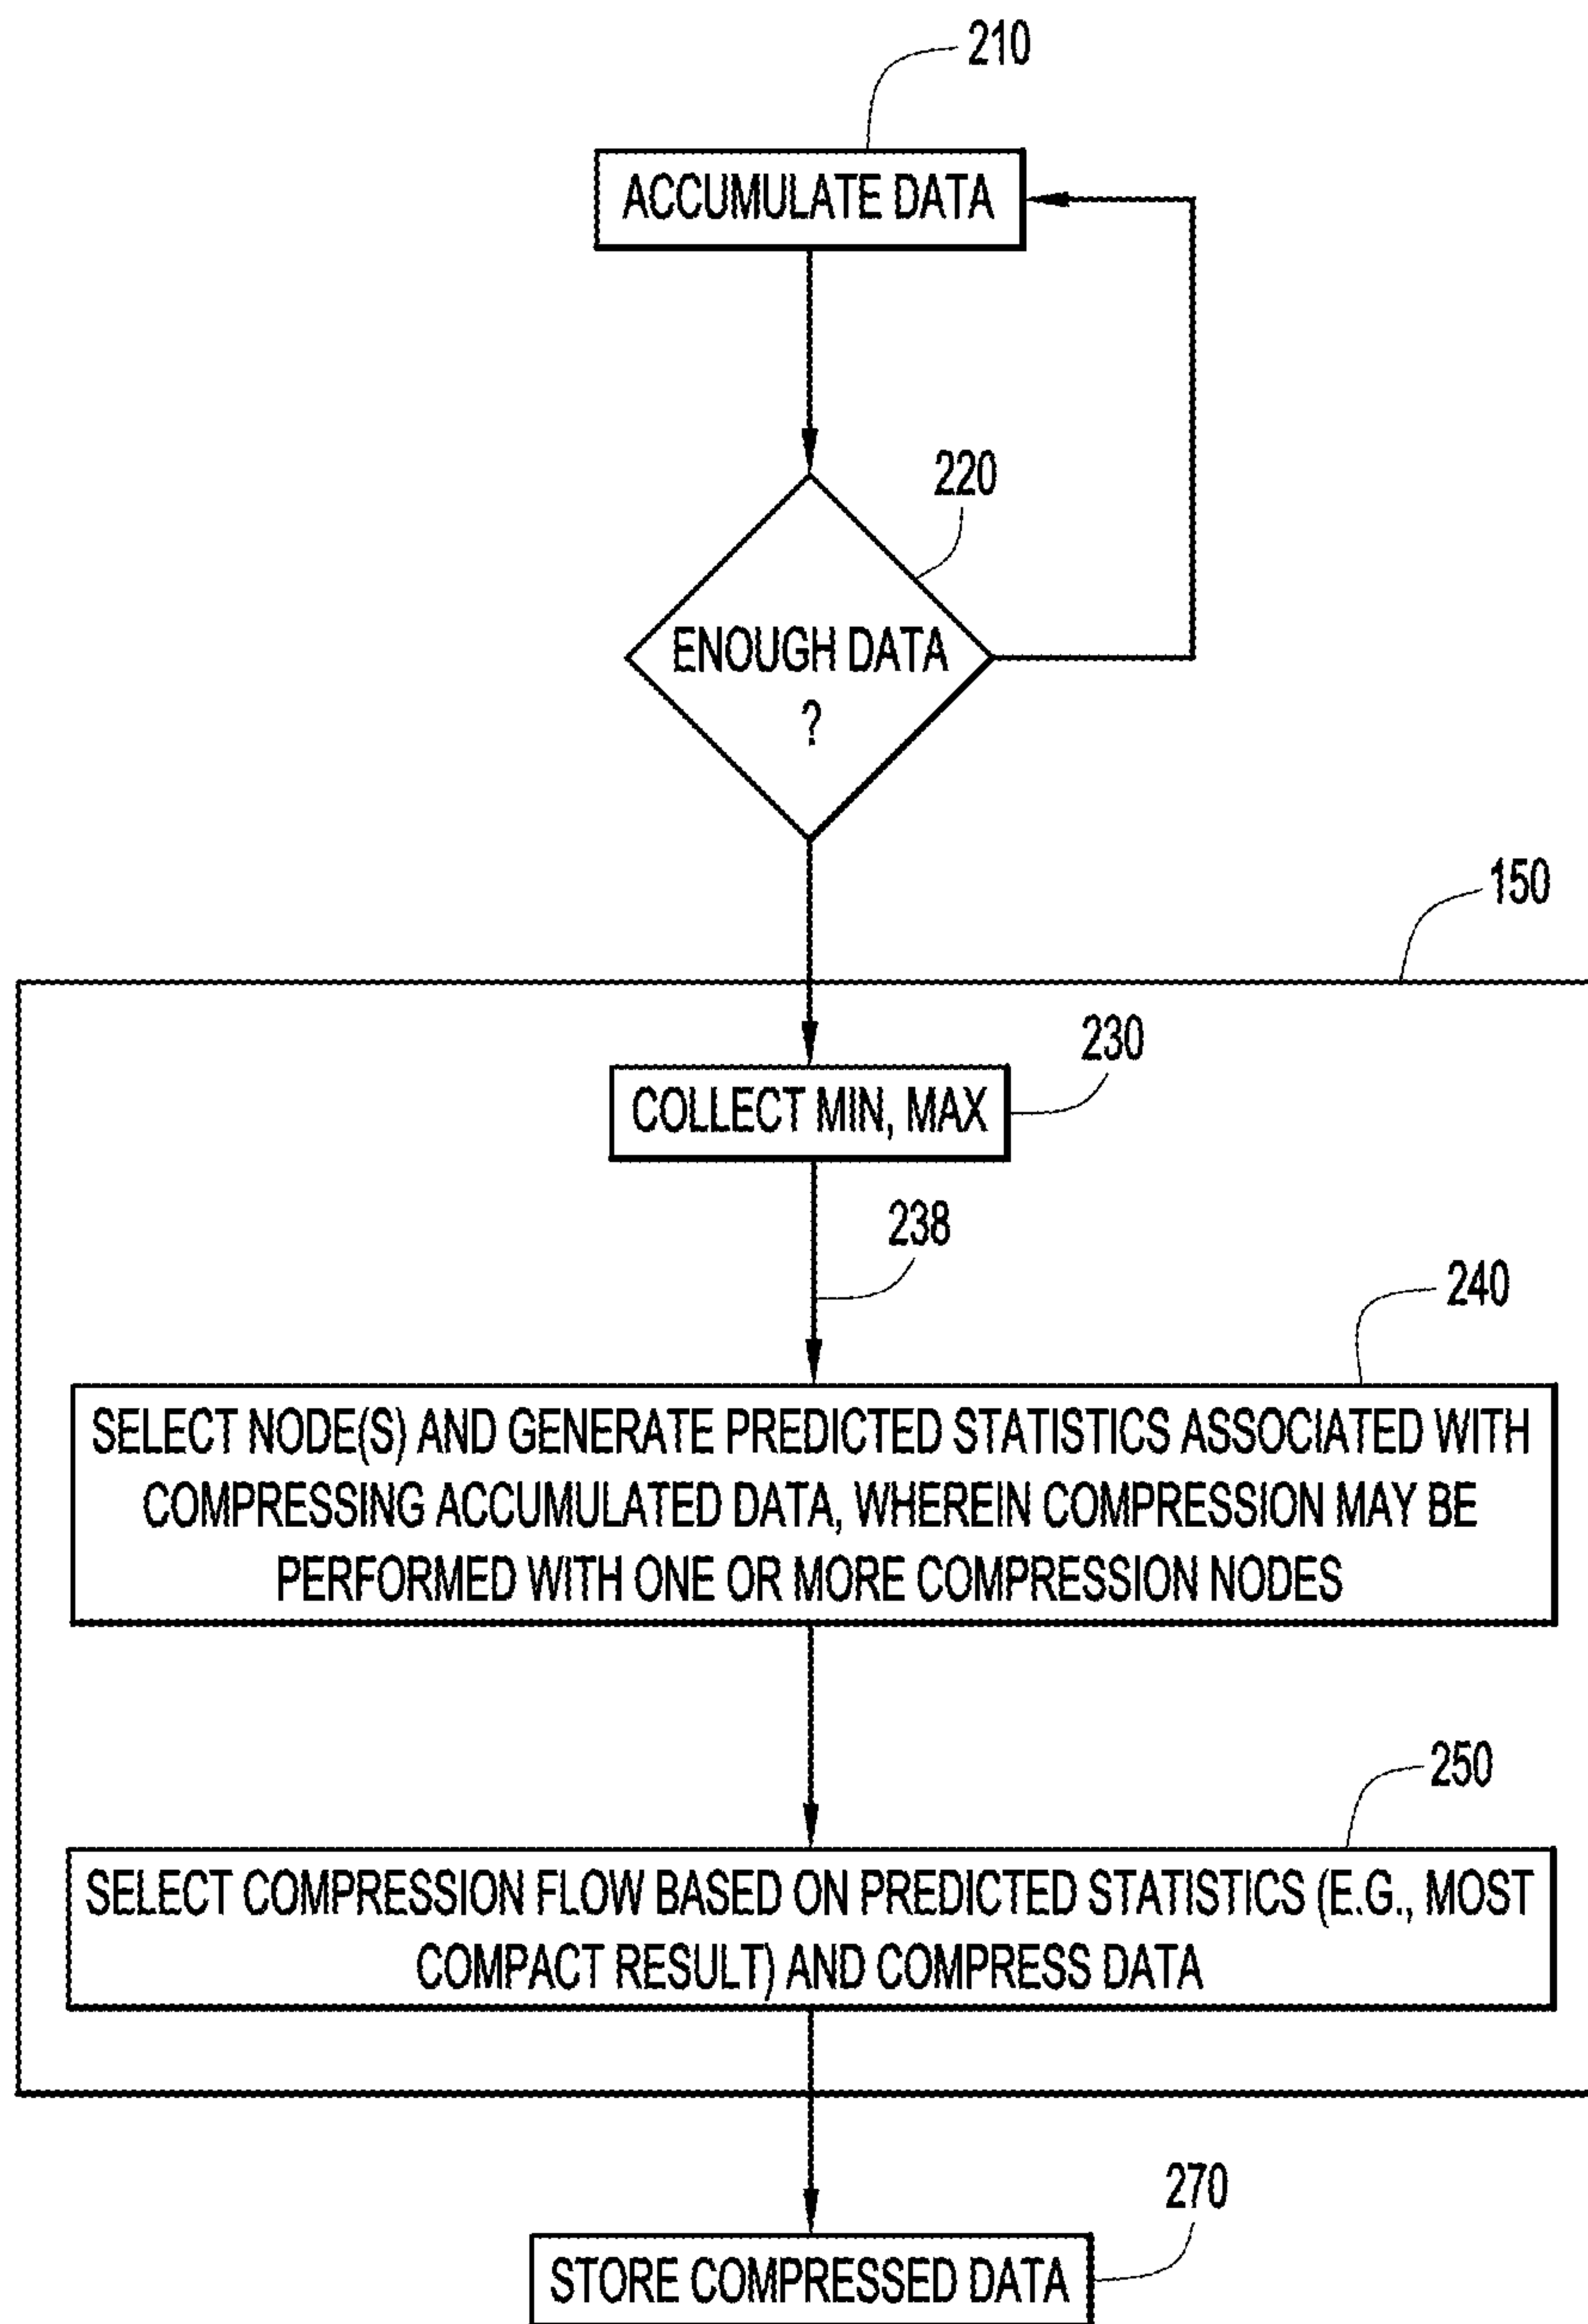 210
ACCUMULATE DATA
220
ENOUGH DATA
?
150
230
COLLECT MIN, MAX
238
240
SELECT NODE(S) AND GENERATE PREDICTED STATISTICS ASSOCIATED WITH
COMPRESSING ACCUMULATED DATA, WHEREIN COMPRESSION MAY BE
PERFORMED WITH ONE OR MORE COMPRESSION NODES
250
SELECT COMPRESSION FLOW BASED ON PREDICTED STATISTICS (E.G., MOST
COMPACT RESULT) AND COMPRESS DATA
270
STORE COMPRESSED DATA